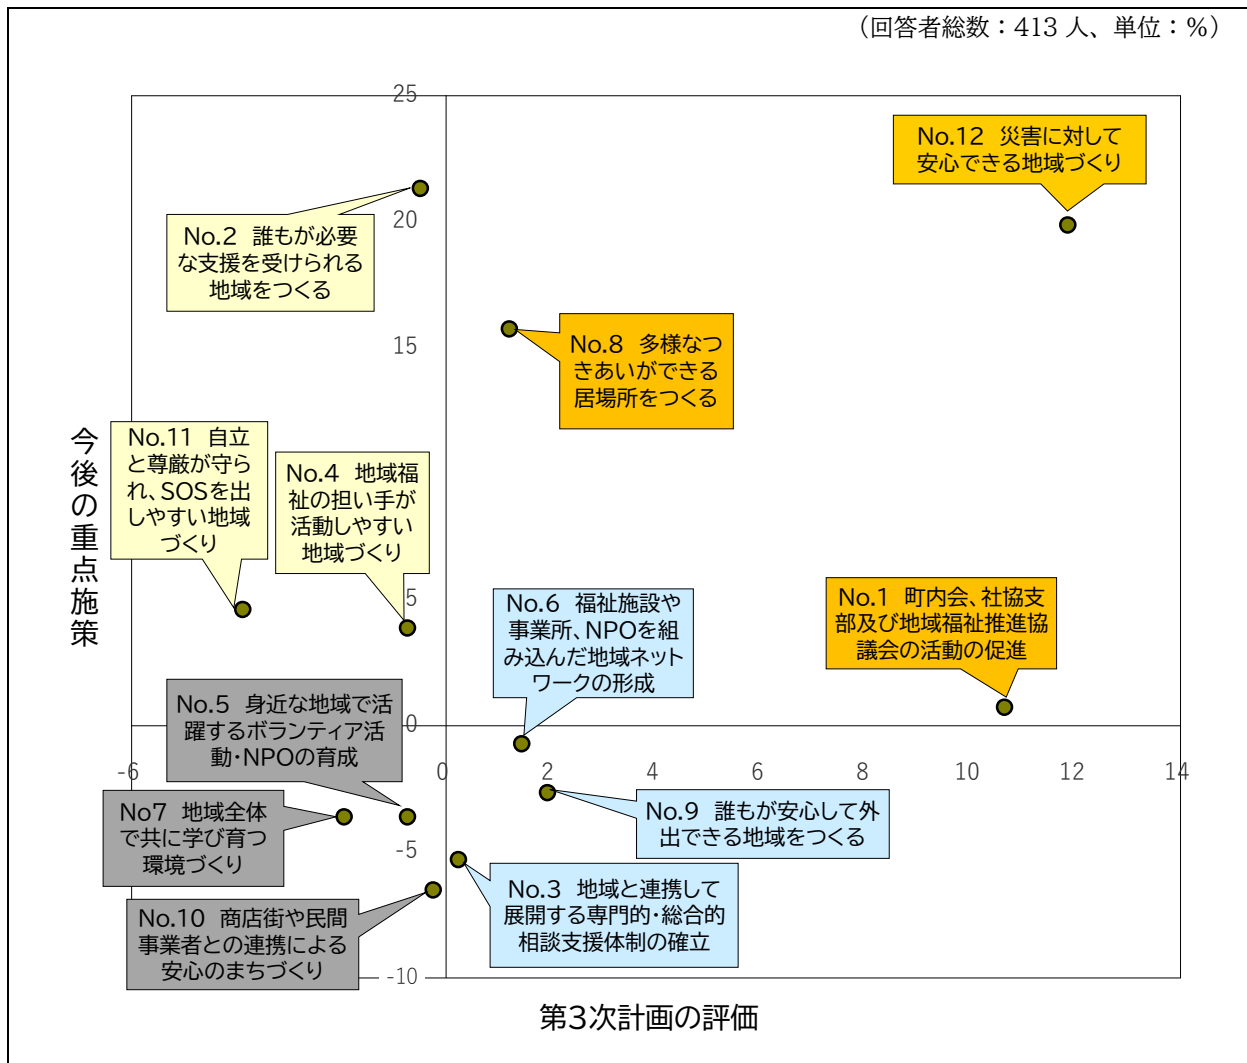 (回答者総数：413 人、単位：%)
25
No.12 災害に対して
安心できる地域づくり
20
No.2 誰もが必要
な支援を受けられる
地域をつくる
15
No.8 多様なつ
きあいができる
居場所をつくる
今後の重点施策
No.11 自立
と尊厳が守ら
れ、SOSを出
しやすい地域
づくり
No.4 地域福
祉の担い手が
活動しやすい
地域づくり
5
No.6 福祉施設や
事業所、NPOを組
み込んだ地域ネット
ワークの形成
No.1 町内会、社協支
部及び地域福祉推進協
議会の活動の促進
No.5 身近な地域で活
躍するボランティア活
動・NPOの育成
0
-6
0
2
4
6
8
10
12
14
No7 地域全体
で共に学び育つ
環境づくり
No.9 誰もが安心して外
出できる地域をつくる
-5
No.3 地域と連携して
展開する専門的・総合的
相談支援体制の確立
No.10 商店街や民間
事業者との連携による
安心のまちづくり
-10
第3次計画の評価